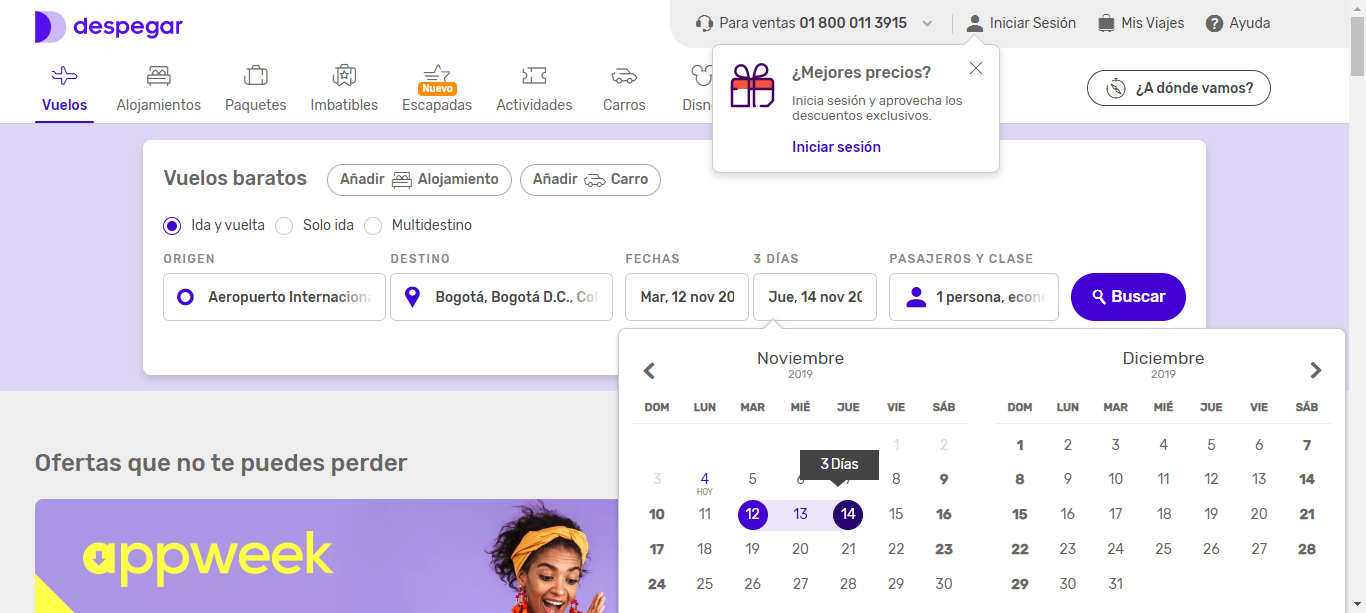 despegar
Para ventas 01 800 011 3915
Iniciar Sesión
Mis Viajes
? Ayuda
Vuelos
Alojamientos
Paquetes
Imbatibles
Nuevo
Escapadas
Actividades
Carros
Disn
¿Mejores precios?
Inicia sesión y aprovecha los
descuentos exclusivos.
Iniciar sesión
¿A dónde vamos?
Vuelos baratos
Añadir Alojamiento
Añadir Carro
Ida y vuelta Solo ida Multidestino
ORIGEN
DESTINO
FECHAS
3 DÍAS
PASAJEROS Y CLASE
Aeropuerto Internaciona
Bogotá, Bogotá D.C., Col
Mar, 12 nov 20
Jue, 14 nov 20
1 persona, econ
Buscar
Noviembre
2019
DOM LUN MAR MIÉ JUE VIE SÁB
1 2
3 4 5 6 7 8 9
HOY
3 Días
10 11 12 13 14 15 16
17 18 19 20 21 22 23
24 25 26 27 28 29 30
Diciembre
2019
DOM LUN MAR MIÉ JUE VIE SÁB
1 2 3 4 5 6 7
8 9 10 11 12 13 14
15 16 17 18 19 20 21
22 23 24 25 26 27 28
29 30 31
Ofertas que no te puedes perder
appweek